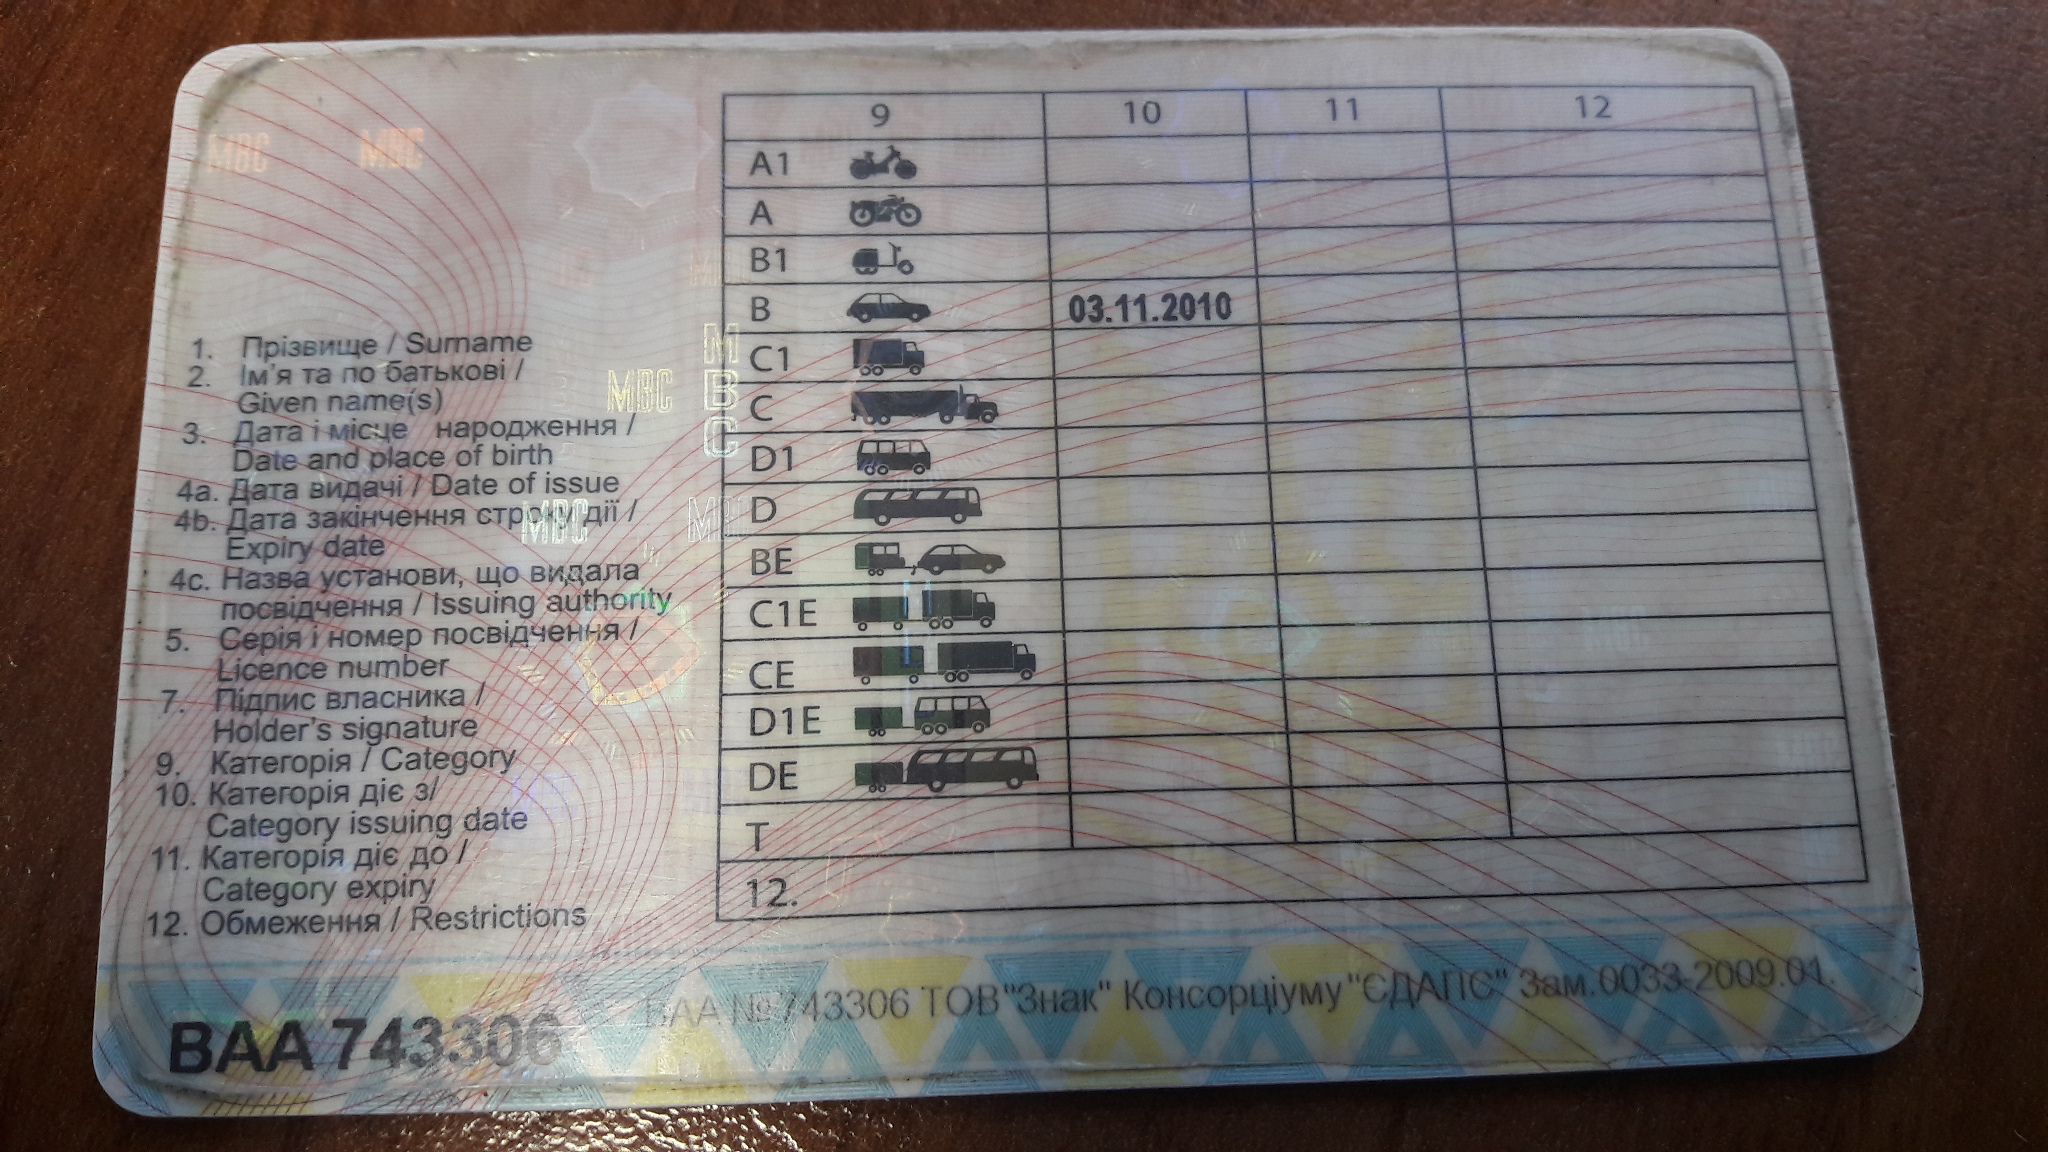 МВС МВС
1. Прізвище / Surname
2. Ім'я та по батькові /
Given name(s)
3. Дата і місце народження /
Date and place of birth
4a. Дата видачі / Date of issue
4b. Дата закінчення строку дії /
Expiry date
4c. Назва установи, що видала
посвідчення / Issuing authority
5. Серія і номер посвідчення /
Licence number
7. Підпис власника /
Holder's signature
9. Категорія / Category
10. Категорія діє з/
Category issuing date
11. Категорія діє до /
Category expiry
12. Обмеження / Restrictions
МВС
МВС
МВС
9 10 11 12
A1
A
B1
B 03.11.2010
C1
C
D1
D
BE
C1E
CE
D1E
DE
T
12.
ВАА 743306
ВАА № 743306 ТОВ"Знак" Консорціуму "ЄДАПС" Зам.0033-2009.01.